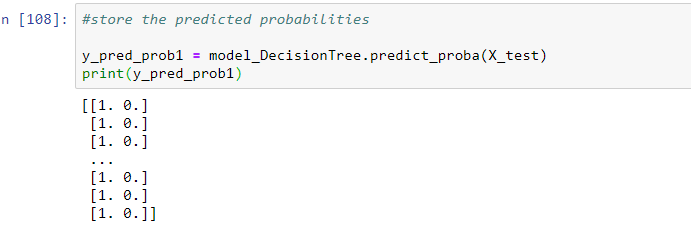 n [108]:
#store the predicted probabilities
y_pred_prob1 = model_DecisionTree.predict_proba(X_test)
print(y_pred_prob1)
[[1. 0.]
[1. 0.]
[1. 0.]
...
[1. 0.]
[1. 0.]
[1. 0.]]